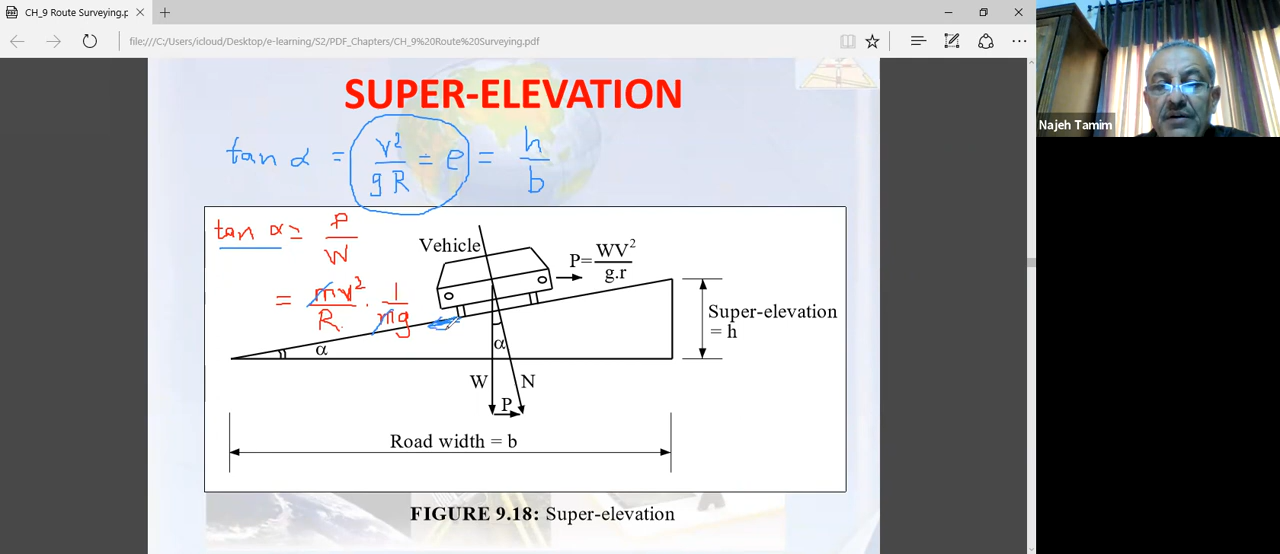 CH_9 Route Surveying.pdf
file:///C:/Users/icloud/Desktop/e-learning/S2/PDF_Chapters/CH_9%20Route%20Surveying.pdf
Najeh Tamim
SUPER-ELEVATION
tan α = v²/gR = e = h/b
tan α = P/W
= mv²/R · 1/mg
Vehicle
P=WV²/g.r
Super-elevation
= h
α
α
W
N
P
Road width = b
FIGURE 9.18: Super-elevation